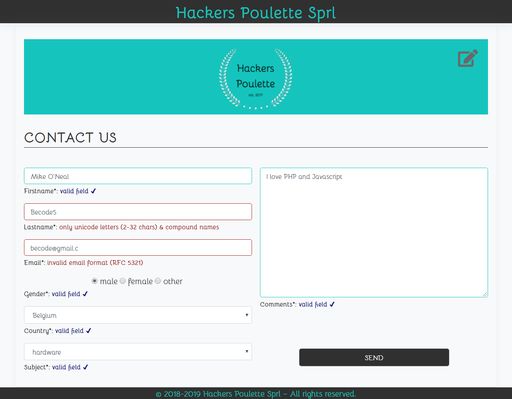 Hackers Poulette Sprl
Hackers
Poulette
CONTACT US
Mike O'Neal
Firstname*: valid field ✔
Becode5
Lastname*: only unicode letters (2-32 chars) & compound names
becode@gmail.c
Email*: invalid email format (RFC 5321)
male female other
Gender*: valid field ✔
Belgium
Country*: valid field ✔
hardware
Subject*: valid field ✔
I love PHP and Javascript
Comments*: valid field ✔
SEND
© 2018-2019 Hackers Poulette Sprl - All rights reserved.